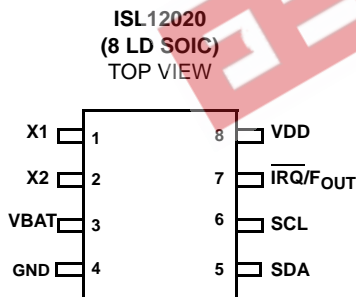 ISL12020
(8 LD SOIC)
TOP VIEW
X1 1 8 VDD
X2 2 7 IRQ/FOUT
VBAT 3 6 SCL
GND 4 5 SDA